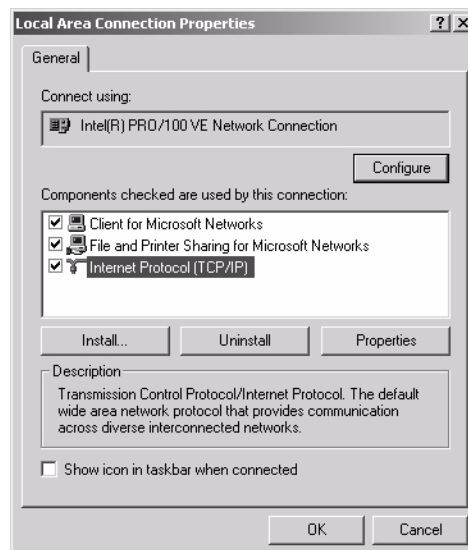 Local Area Connection Properties
General
Connect using:
Intel(R) PRO/100 VE Network Connection
Configure
Components checked are used by this connection:
Client for Microsoft Networks
File and Printer Sharing for Microsoft Networks
Internet Protocol (TCP/IP)
Install...
Uninstall
Properties
Description
Transmission Control Protocol/Internet Protocol. The default
wide area network protocol that provides communication
across diverse interconnected networks.
Show icon in taskbar when connected
OK
Cancel